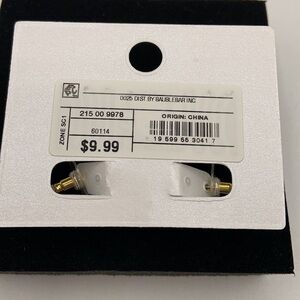 0025 DIST. BY BAUBLEBAR INC
ZONE SC1
215 00 9978
60114
$9.99
ORIGIN: CHINA
19 599 55 3041 7